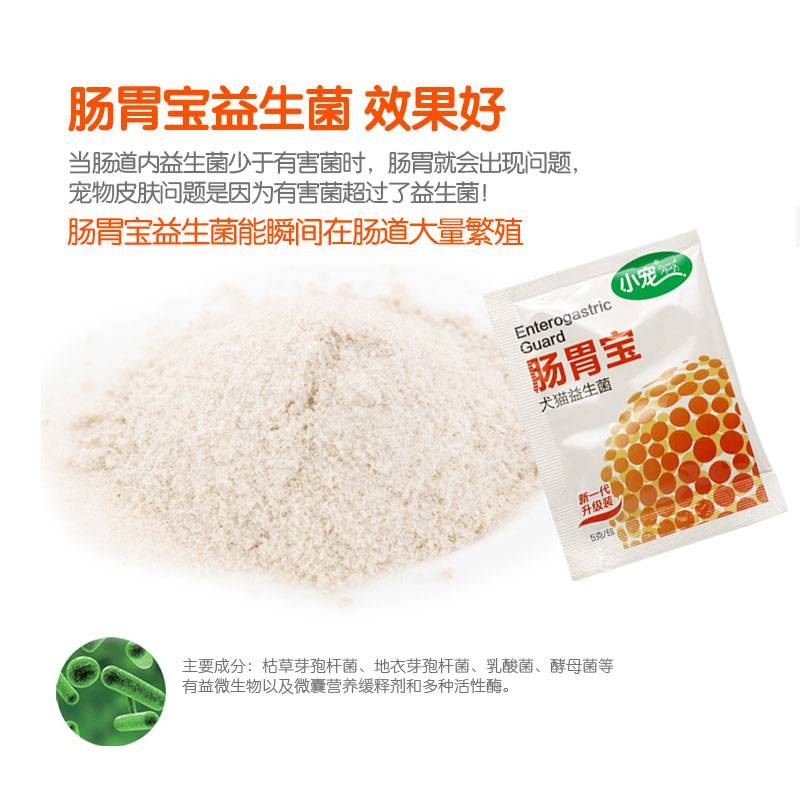 肠胃宝益生菌 效果好
当肠道内益生菌少于有害菌时，肠胃就会出现问题，
宠物皮肤问题是因为有害菌超过了益生菌！
肠胃宝益生菌能瞬间在肠道大量繁殖
小宠
Enterogastric
Guard
肠胃宝
犬猫益生菌
新一代
升级装
5克/包
主要成分：枯草芽孢杆菌、地衣芽孢杆菌、乳酸菌、酵母菌等
有益微生物以及微囊营养缓释剂和多种活性酶。